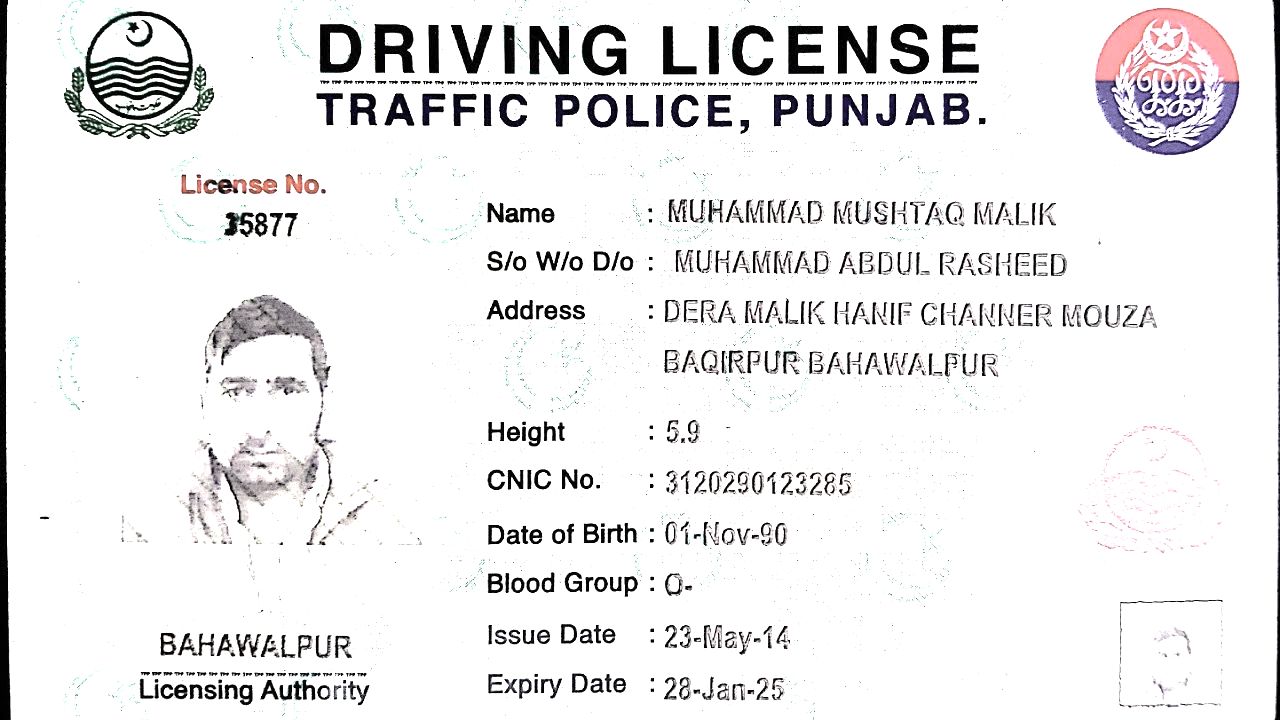 DRIVING LICENSE
TRAFFIC POLICE, PUNJAB.
License No.
15877
Name : MUHAMMAD MUSHTAQ MALIK
S/o W/o D/o : MUHAMMAD ABDUL RASHEED
Address : DERA MALIK HANIF CHANNER MOUZA
BAQIRPUR BAHAWALPUR
Height : 5.9
CNIC No. : 3120290123285
Date of Birth : 01-Nov-90
Blood Group : O-
Issue Date : 23-May-14
Expiry Date : 28-Jan-25
BAHAWALPUR
Licensing Authority